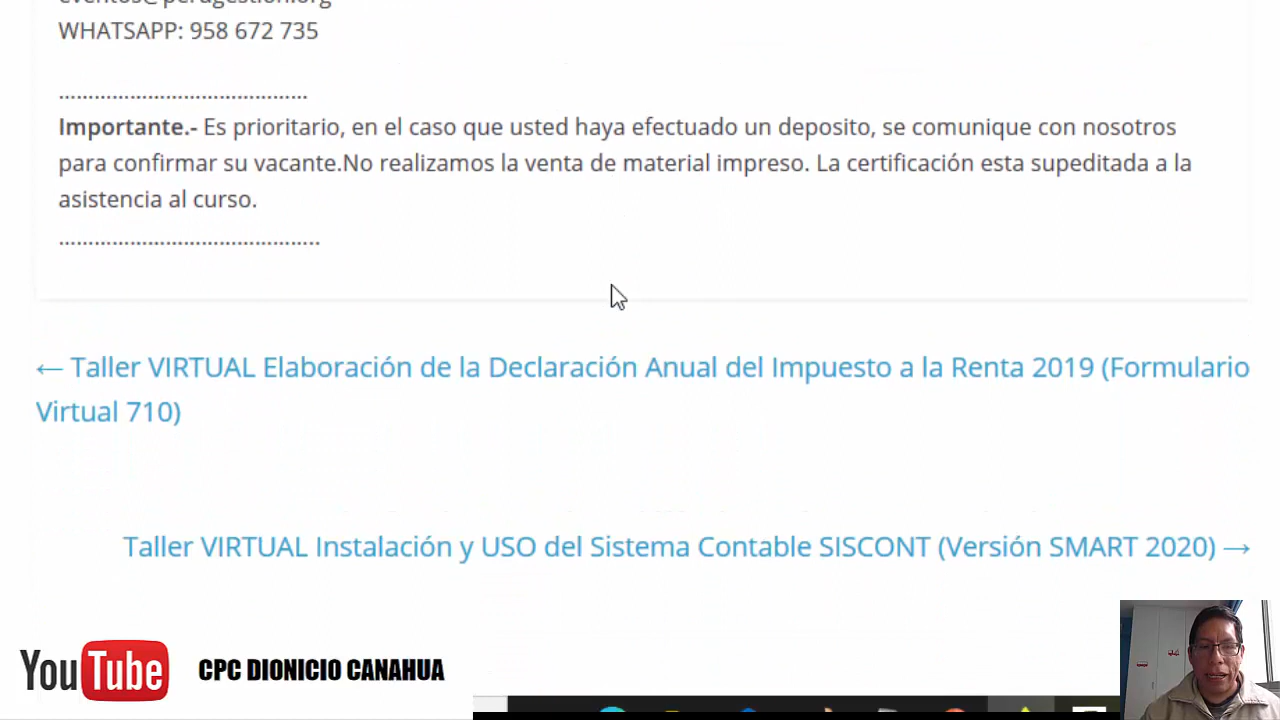 WHATSAPP: 958 672 735
..........................................
Importante.- Es prioritario, en el caso que usted haya efectuado un deposito, se comunique con nosotros
para confirmar su vacante.No realizamos la venta de material impreso. La certificación esta supeditada a la
asistencia al curso.
............................................
← Taller VIRTUAL Elaboración de la Declaración Anual del Impuesto a la Renta 2019 (Formulario
Virtual 710)
Taller VIRTUAL Instalación y USO del Sistema Contable SISCONT (Versión SMART 2020) →
YouTube CPC DIONICIO CANAHUA